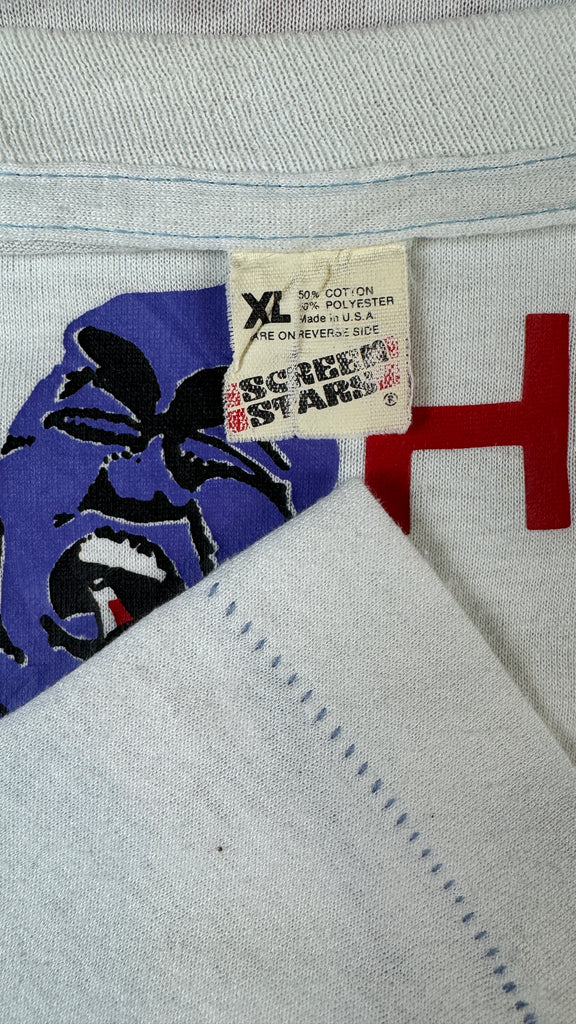 XL
50% COTTON
50% POLYESTER
Made in U.S.A.
ARE ON REVERSE SIDE
SCREEN
STARS
®
H